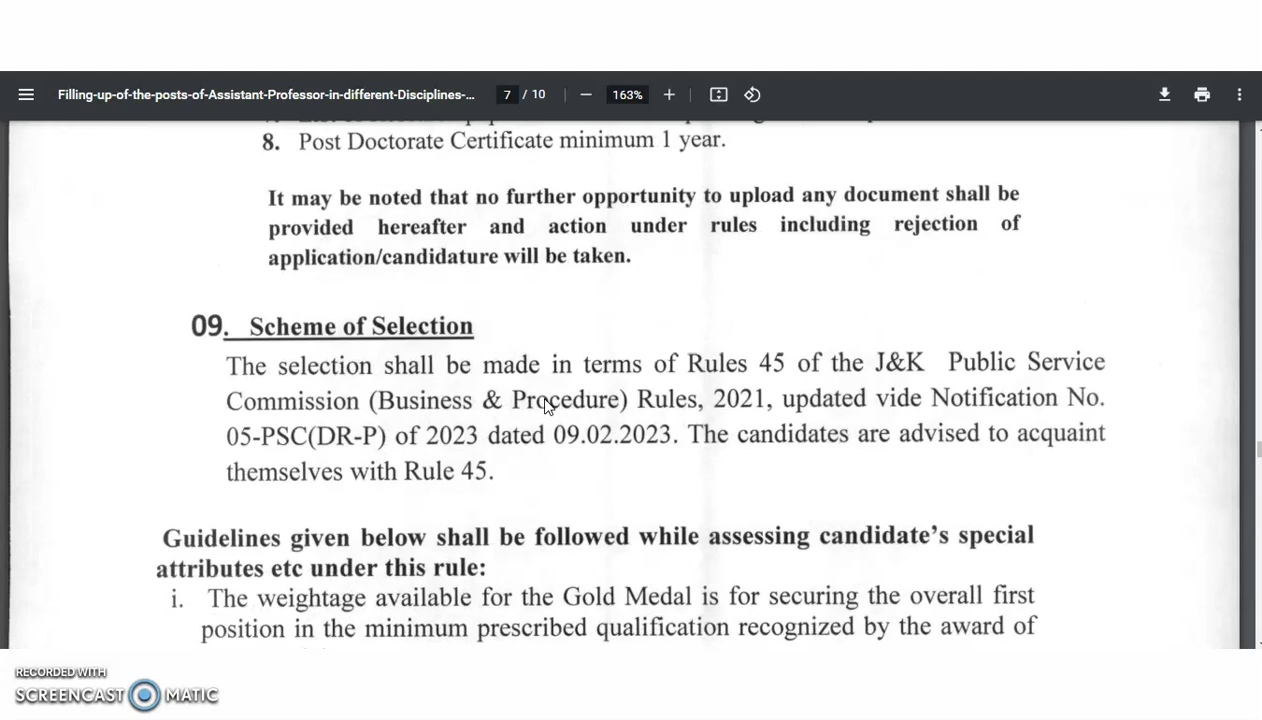 Filling-up-of-the-posts-of-Assistant-Professor-in-different-Disciplines-... 7 / 10 163%
8. Post Doctorate Certificate minimum 1 year.
It may be noted that no further opportunity to upload any document shall be
provided hereafter and action under rules including rejection of
application/candidature will be taken.
09. Scheme of Selection
The selection shall be made in terms of Rules 45 of the J&K Public Service
Commission (Business & Procedure) Rules, 2021, updated vide Notification No.
05-PSC(DR-P) of 2023 dated 09.02.2023. The candidates are advised to acquaint
themselves with Rule 45.
Guidelines given below shall be followed while assessing candidate's special
attributes etc under this rule:
i. The weightage available for the Gold Medal is for securing the overall first
position in the minimum prescribed qualification recognized by the award of
RECORDED WITH
SCREENCAST MATIC